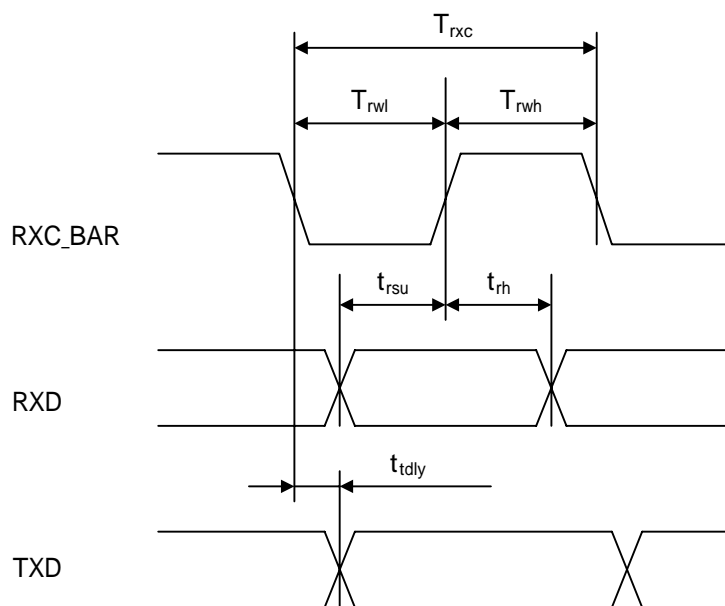 T_rxc
T_rwl T_rwh
RXC_BAR
t_rsu t_rh
RXD
t_tdly
TXD